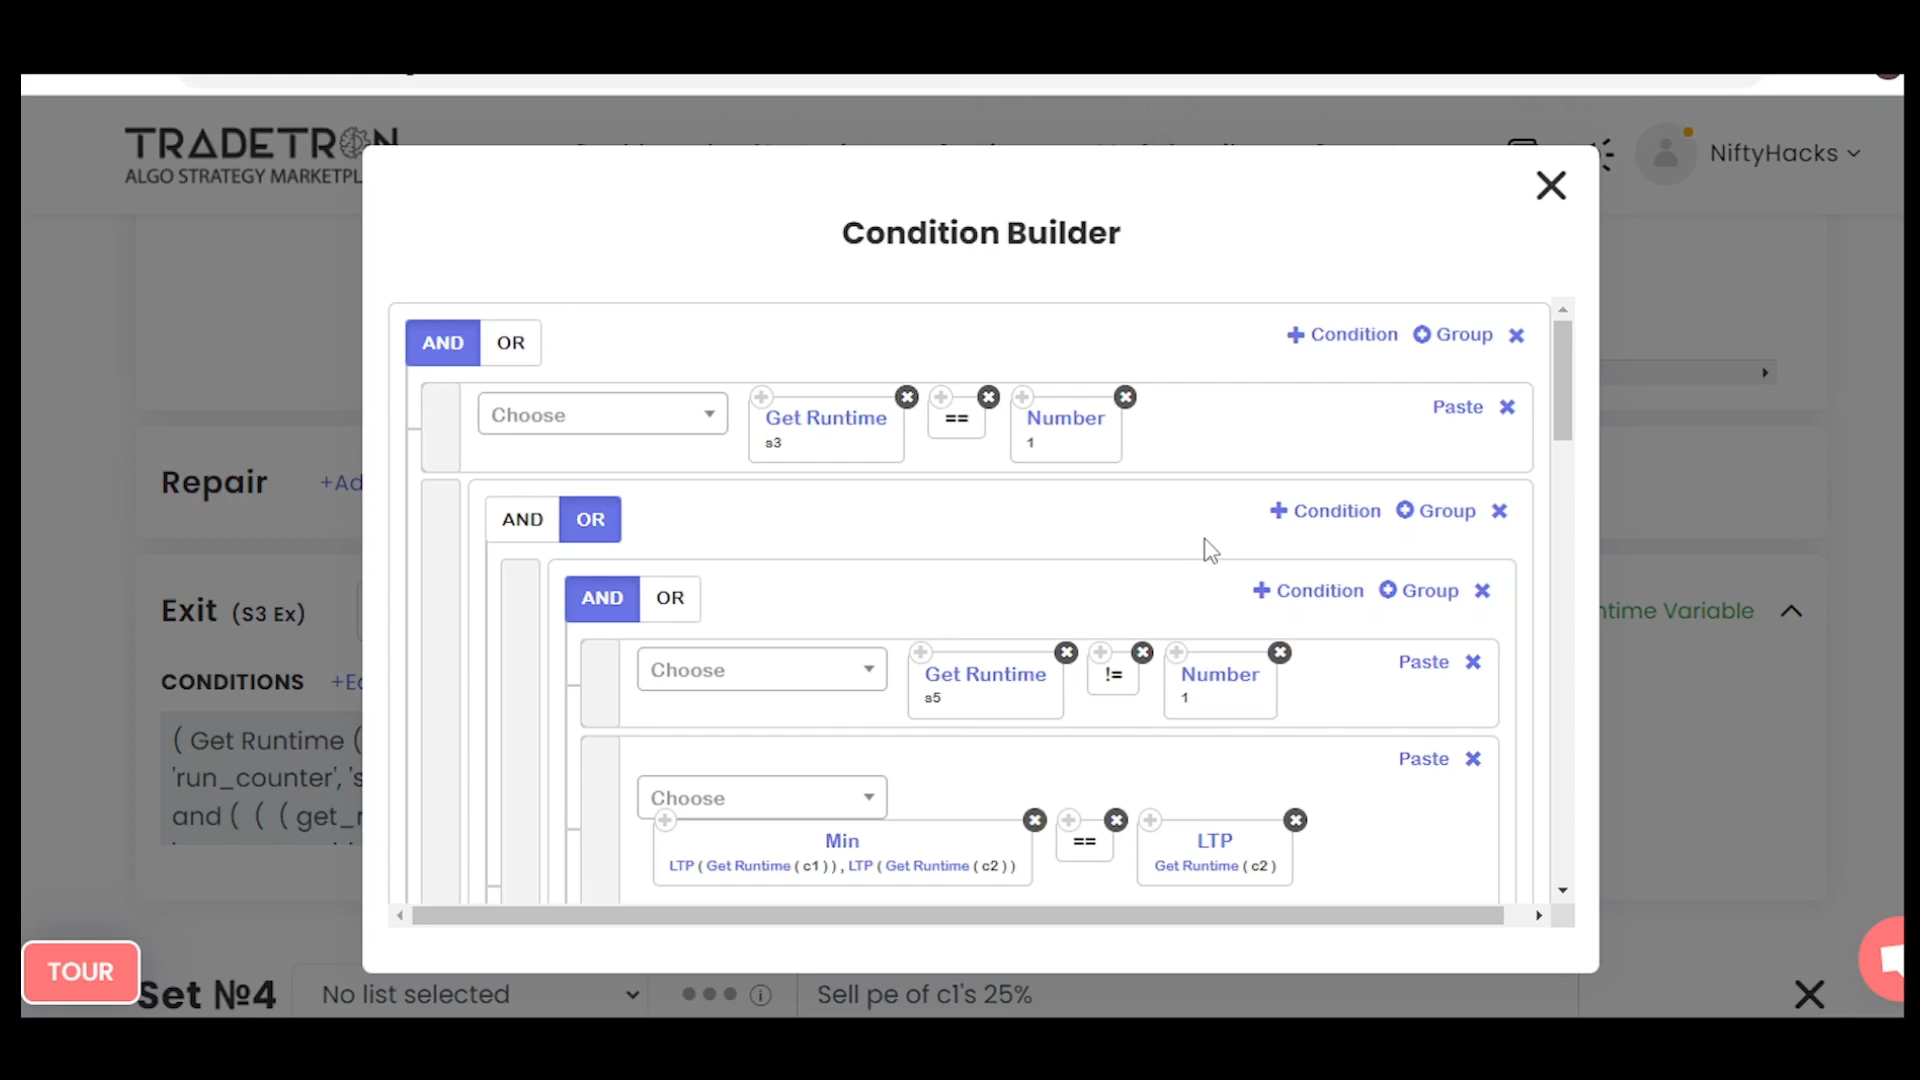 TRADETRON
NiftyHacks
ALGO STRATEGY MARKETPL
Condition Builder
AND OR
Condition Group
Choose
Get Runtime
s3
==
Number
1
Paste
AND OR
Condition Group
Repair +Ad
AND OR
Condition Group
Exit (S3 Ex)
ntime Variable
Choose
Get Runtime
s5
!=
Number
1
Paste
CONDITIONS +Ed
( Get Runtime (
'run_counter', 's
and ( ( ( get_r
Paste
Choose
Min
LTP ( Get Runtime ( c1 ) ) , LTP ( Get Runtime ( c2 ) )
==
LTP
Get Runtime ( c2 )
TOUR
Set №4 No list selected Sell pe of c1's 25%